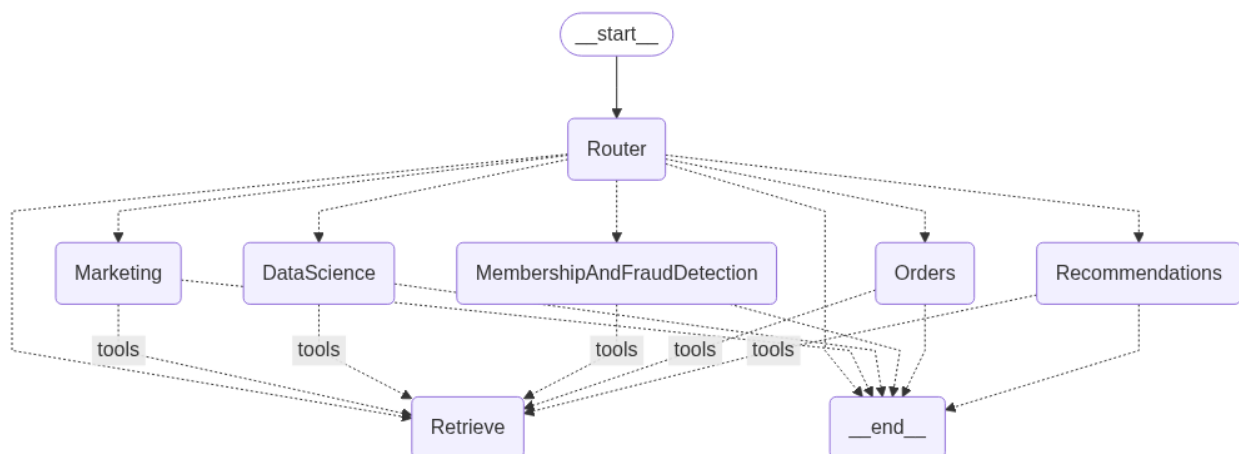 __start__
Router
Marketing
DataScience
MembershipAndFraudDetection
Orders
Recommendations
tools
tools
tools
tools
tools
Retrieve
__end__